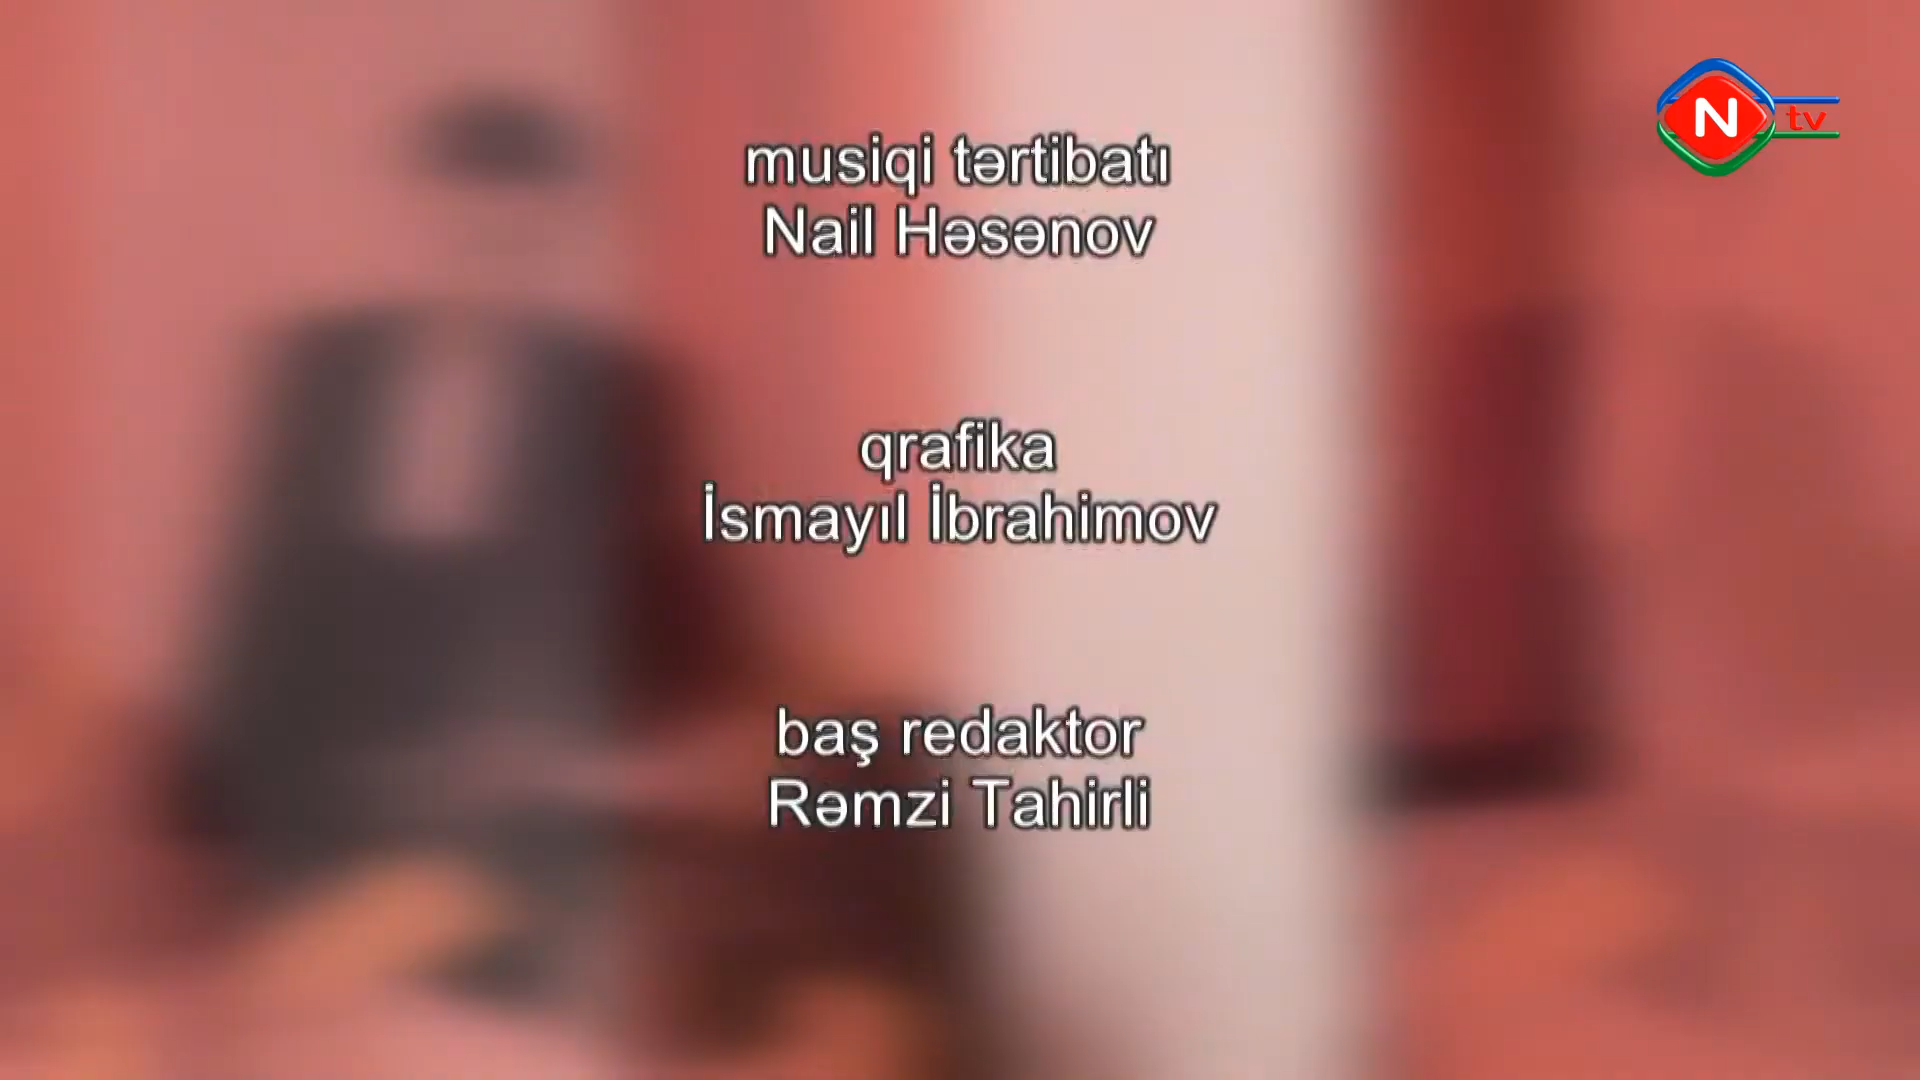 N tv
musiqi tərtibatı
Nail Həsənov
qrafika
İsmayıl İbrahimov
baş redaktor
Rəmzi Tahirli